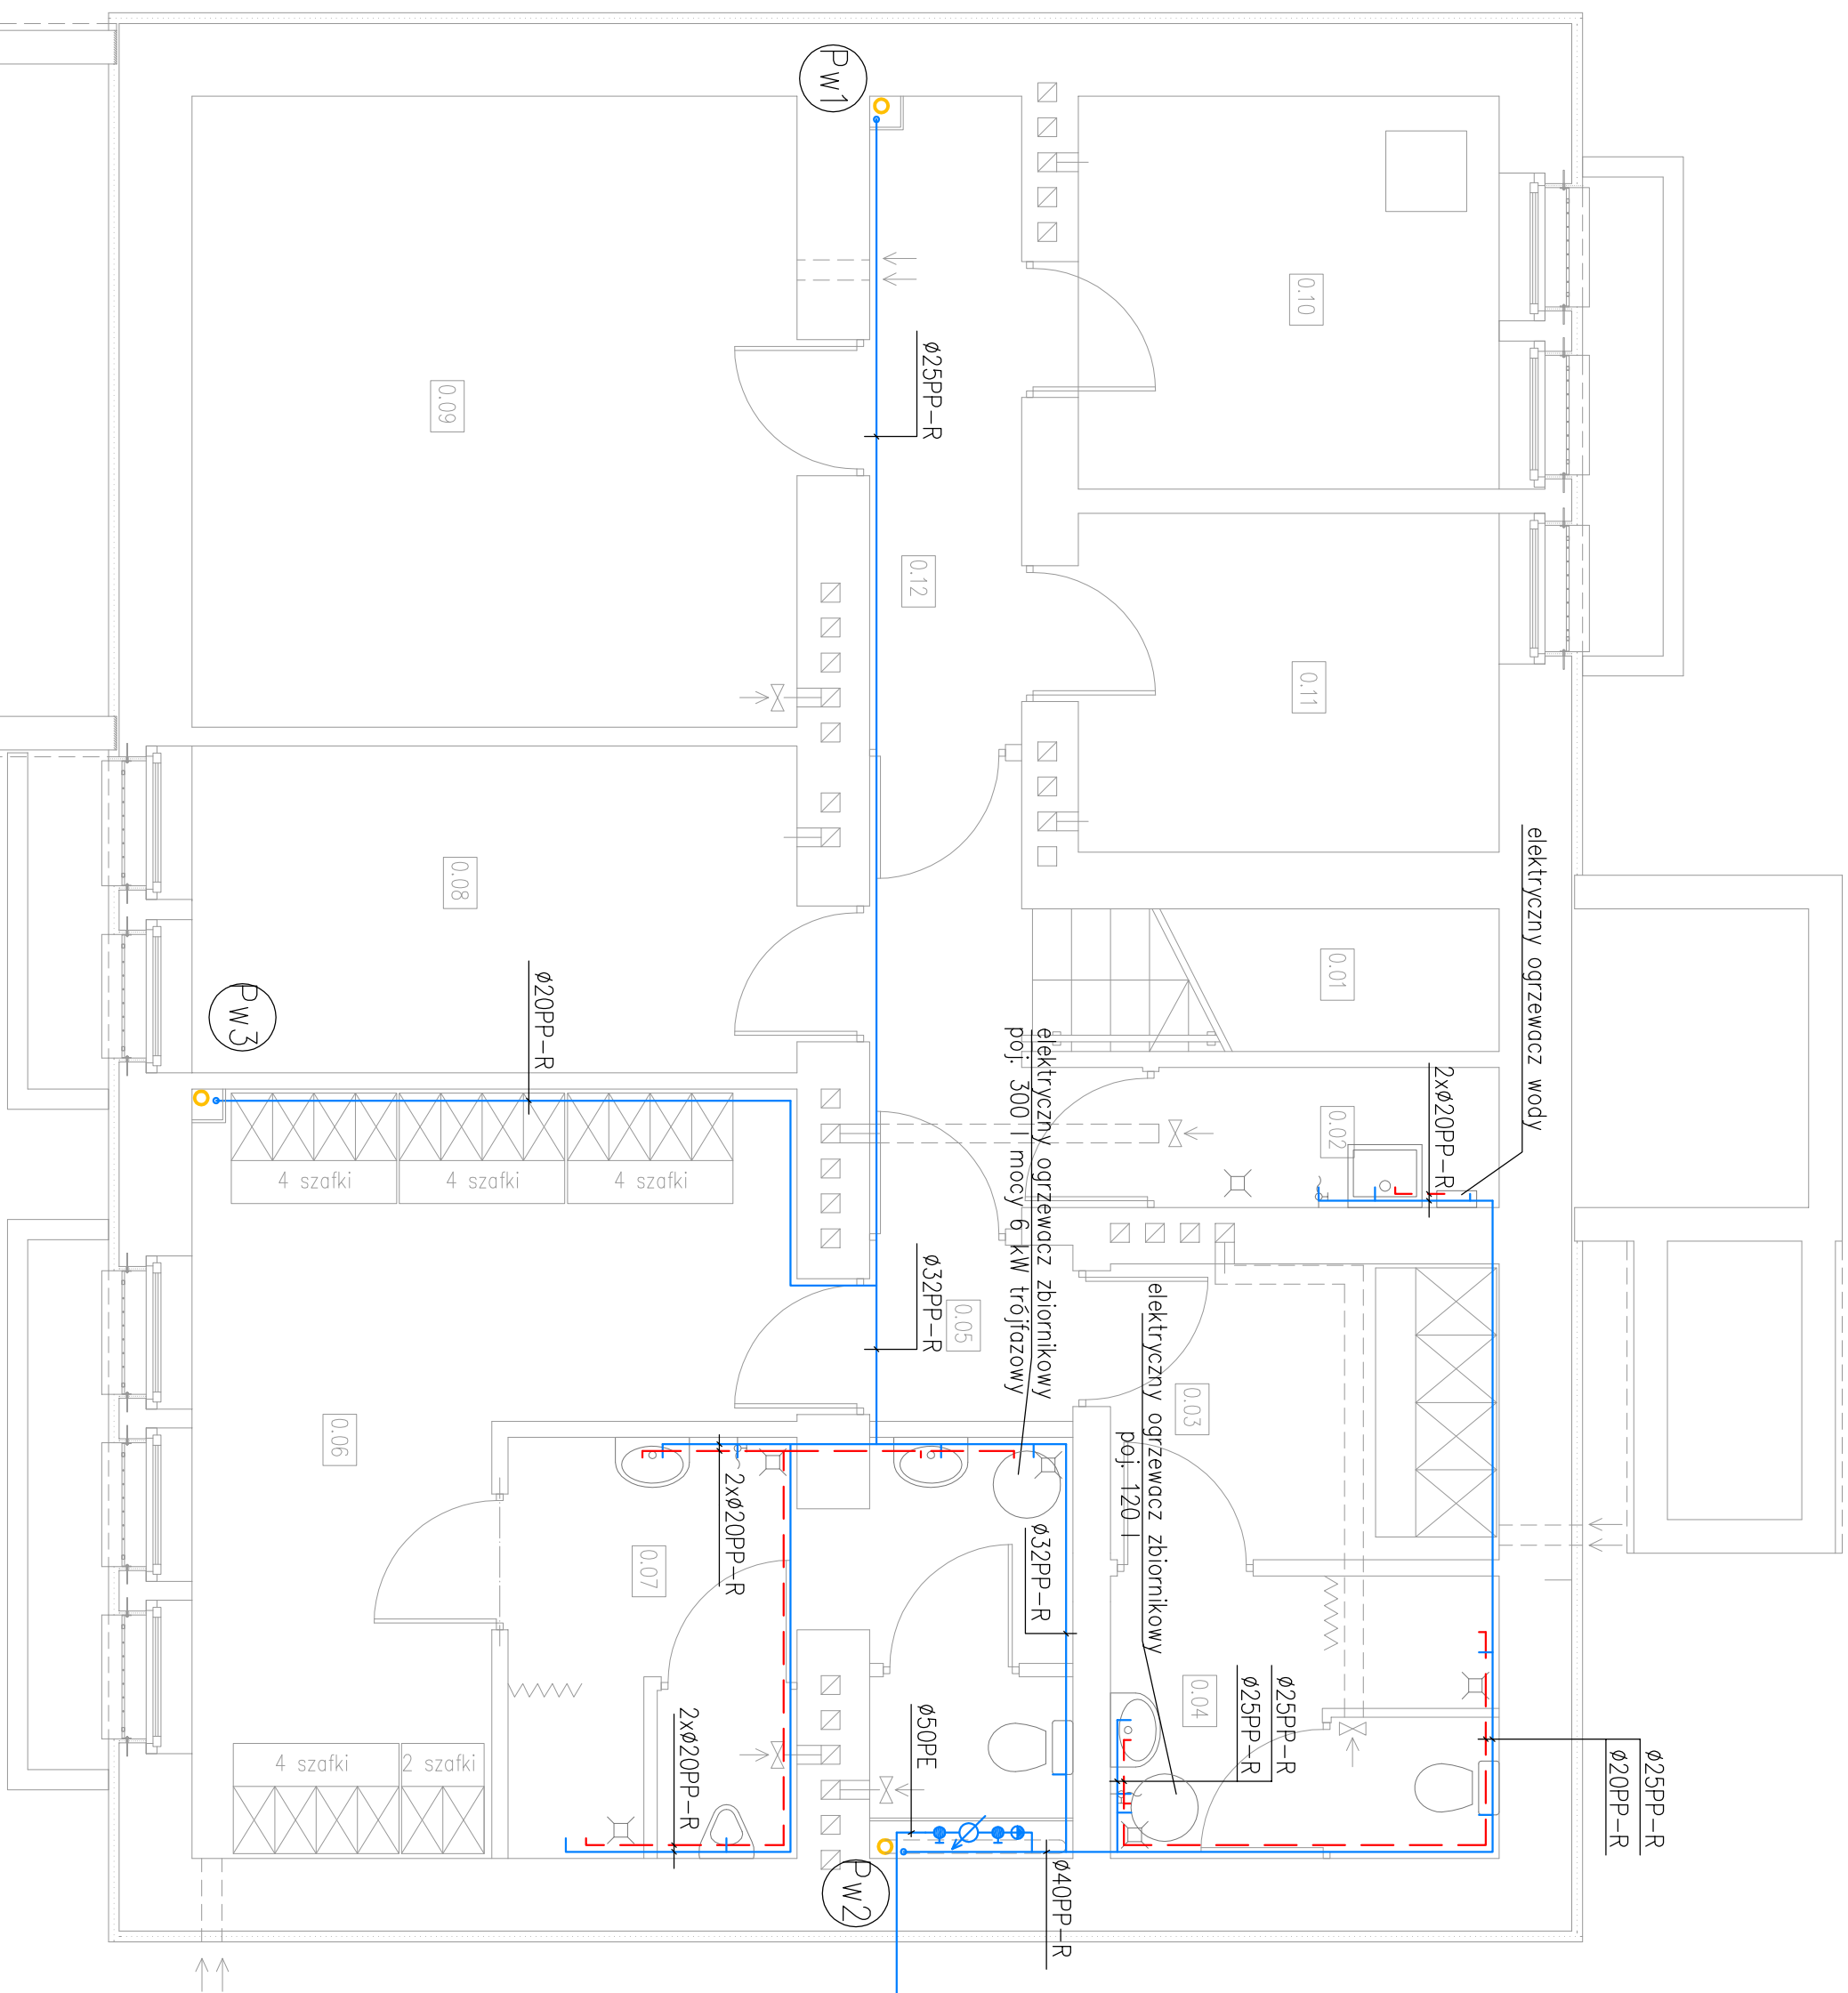 elektryczny ogrzewacz wody
2xø20PP-R
elektryczny ogrzewacz zbiornikowy
poj. 300 l mocy 6 kW trójfazowy
elektryczny ogrzewacz zbiornikowy
poj. 120 l
ø25PP-R
ø20PP-R
ø25PP-R
ø25PP-R
ø32PP-R
ø40PP-R
ø50PE
ø25PP-R
ø32PP-R
ø20PP-R
2xø20PP-R
2xø20PP-R
Pw1
Pw2
Pw3
0.01
0.02
0.03
0.04
0.05
0.06
0.07
0.08
0.09
0.10
0.11
0.12
4 szafki
4 szafki
4 szafki
4 szafki
2 szafki